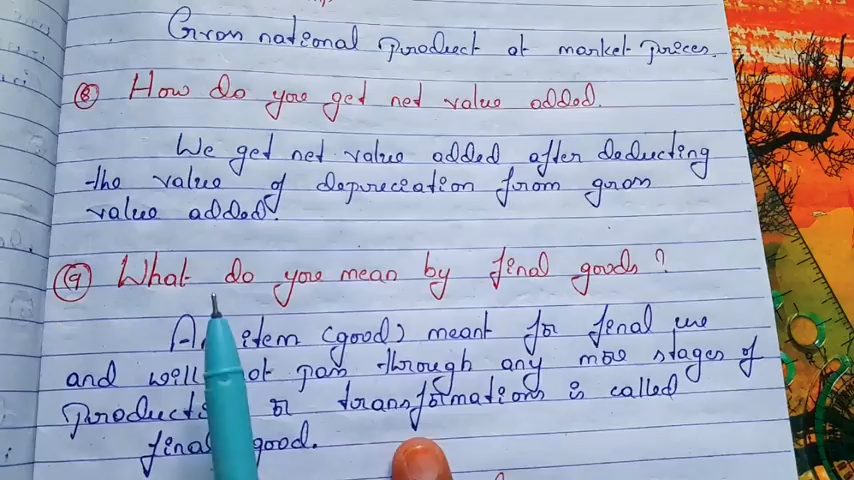 Gross national product at market prices.
⑧ How do you get net value added.
We get net value added after deducting
the value of depreciation from gross
value added.
⑨ What do you mean by final goods?
item (good) meant for final use
and will not pass through any more stages of
or transformations is called
final good.